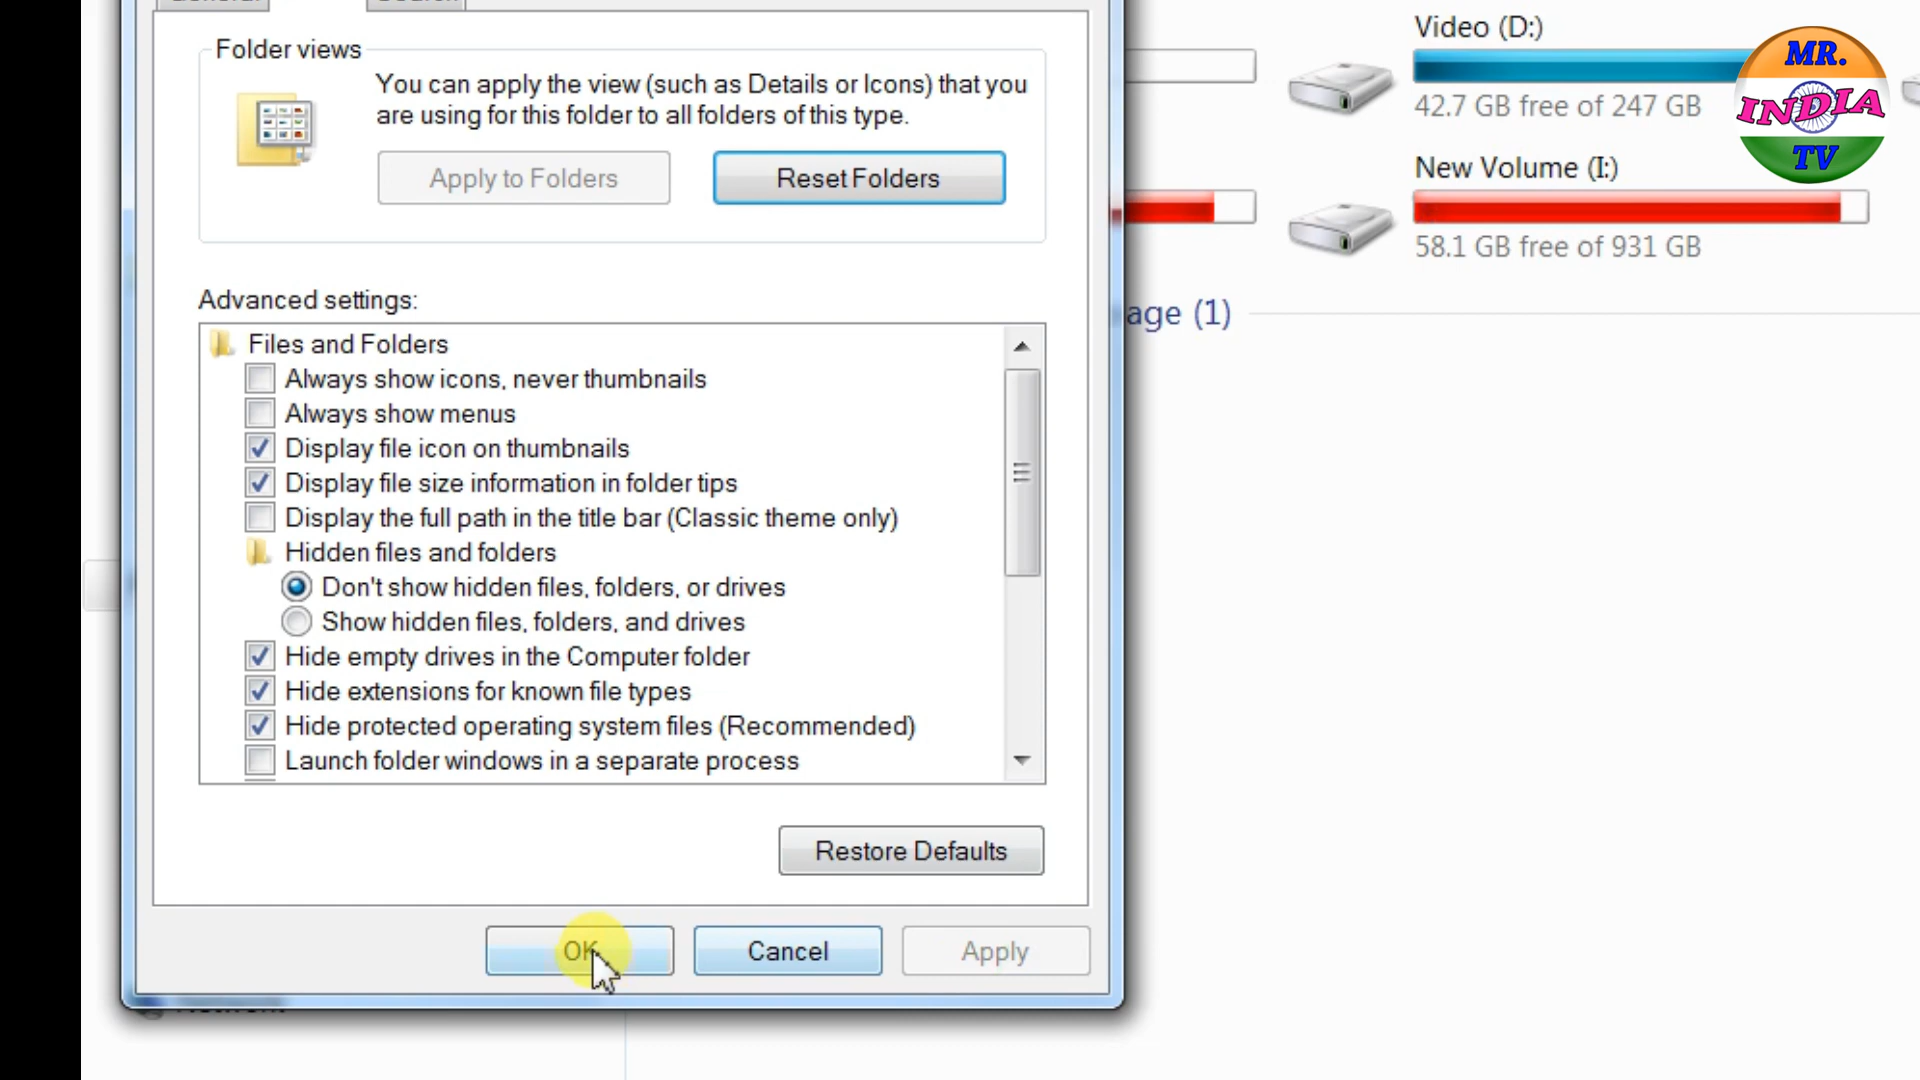 Search
Folder views
You can apply the view (such as Details or Icons) that you
are using for this folder to all folders of this type.
Apply to Folders
Reset Folders
Advanced settings:
Files and Folders
Always show icons, never thumbnails
Always show menus
Display file icon on thumbnails
Display file size information in folder tips
Display the full path in the title bar (Classic theme only)
Hidden files and folders
Don't show hidden files, folders, or drives
Show hidden files, folders, and drives
Hide empty drives in the Computer folder
Hide extensions for known file types
Hide protected operating system files (Recommended)
Launch folder windows in a separate process
Restore Defaults
OK
Cancel
Apply
Video (D:)
42.7 GB free of 247 GB
New Volume (I:)
58.1 GB free of 931 GB
age (1)
MR.
INDIA
TV